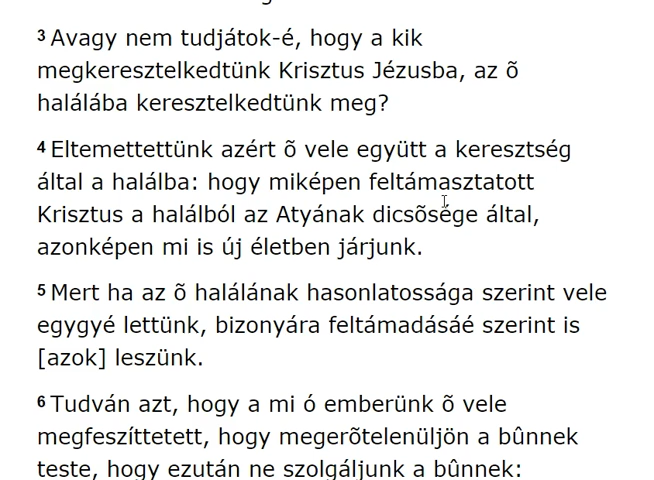 3 Avagy nem tudjátok-é, hogy a kik
megkeresztelkedtünk Krisztus Jézusba, az õ
halálába keresztelkedtünk meg?
4 Eltemettettünk azért õ vele együtt a keresztség
által a halálba: hogy miképen feltámasztatott
Krisztus a halálból az Atyának dicsõsége által,
azonképen mi is új életben járjunk.
5 Mert ha az õ halálának hasonlatossága szerint vele
egygyé lettünk, bizonyára feltámadásáé szerint is
[azok] leszünk.
6 Tudván azt, hogy a mi ó emberünk õ vele
megfeszíttetett, hogy megerõtelenüljön a bûnnek
teste, hogy ezután ne szolgáljunk a bûnnek: